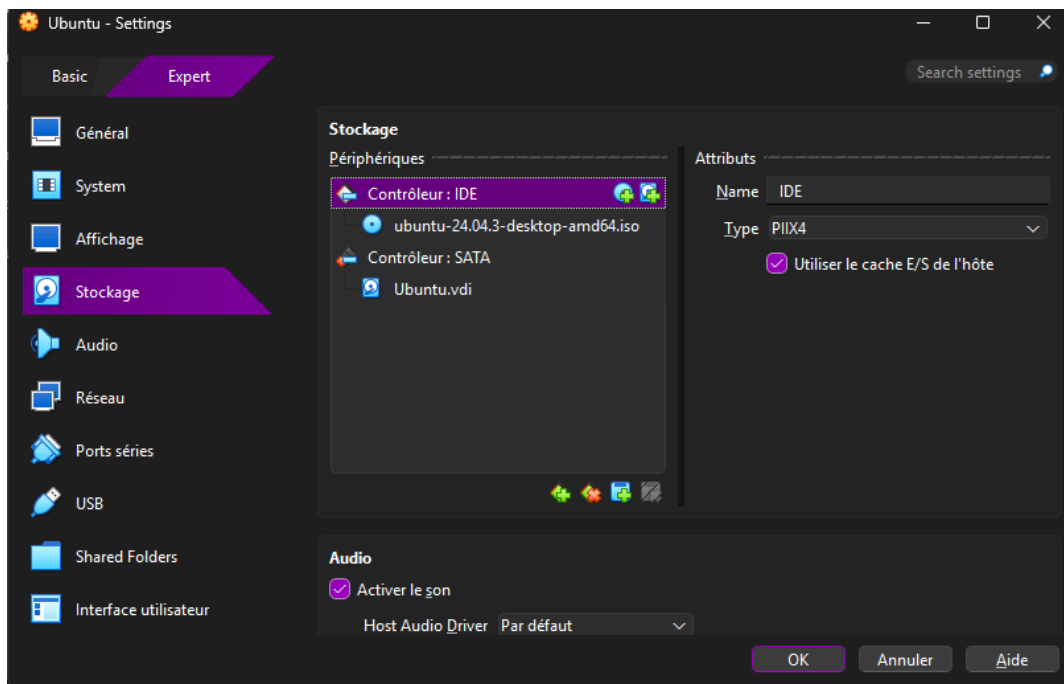 Ubuntu - Settings
Basic
Expert
Search settings
Général
System
Affichage
Stockage
Audio
Réseau
Ports séries
USB
Shared Folders
Interface utilisateur
Stockage
Périphériques
Contrôleur : IDE
ubuntu-24.04.3-desktop-amd64.iso
Contrôleur : SATA
Ubuntu.vdi
Attributs
Name IDE
Type PIIX4
Utiliser le cache E/S de l'hôte
Audio
Activer le son
Host Audio Driver Par défaut
OK
Annuler
Aide